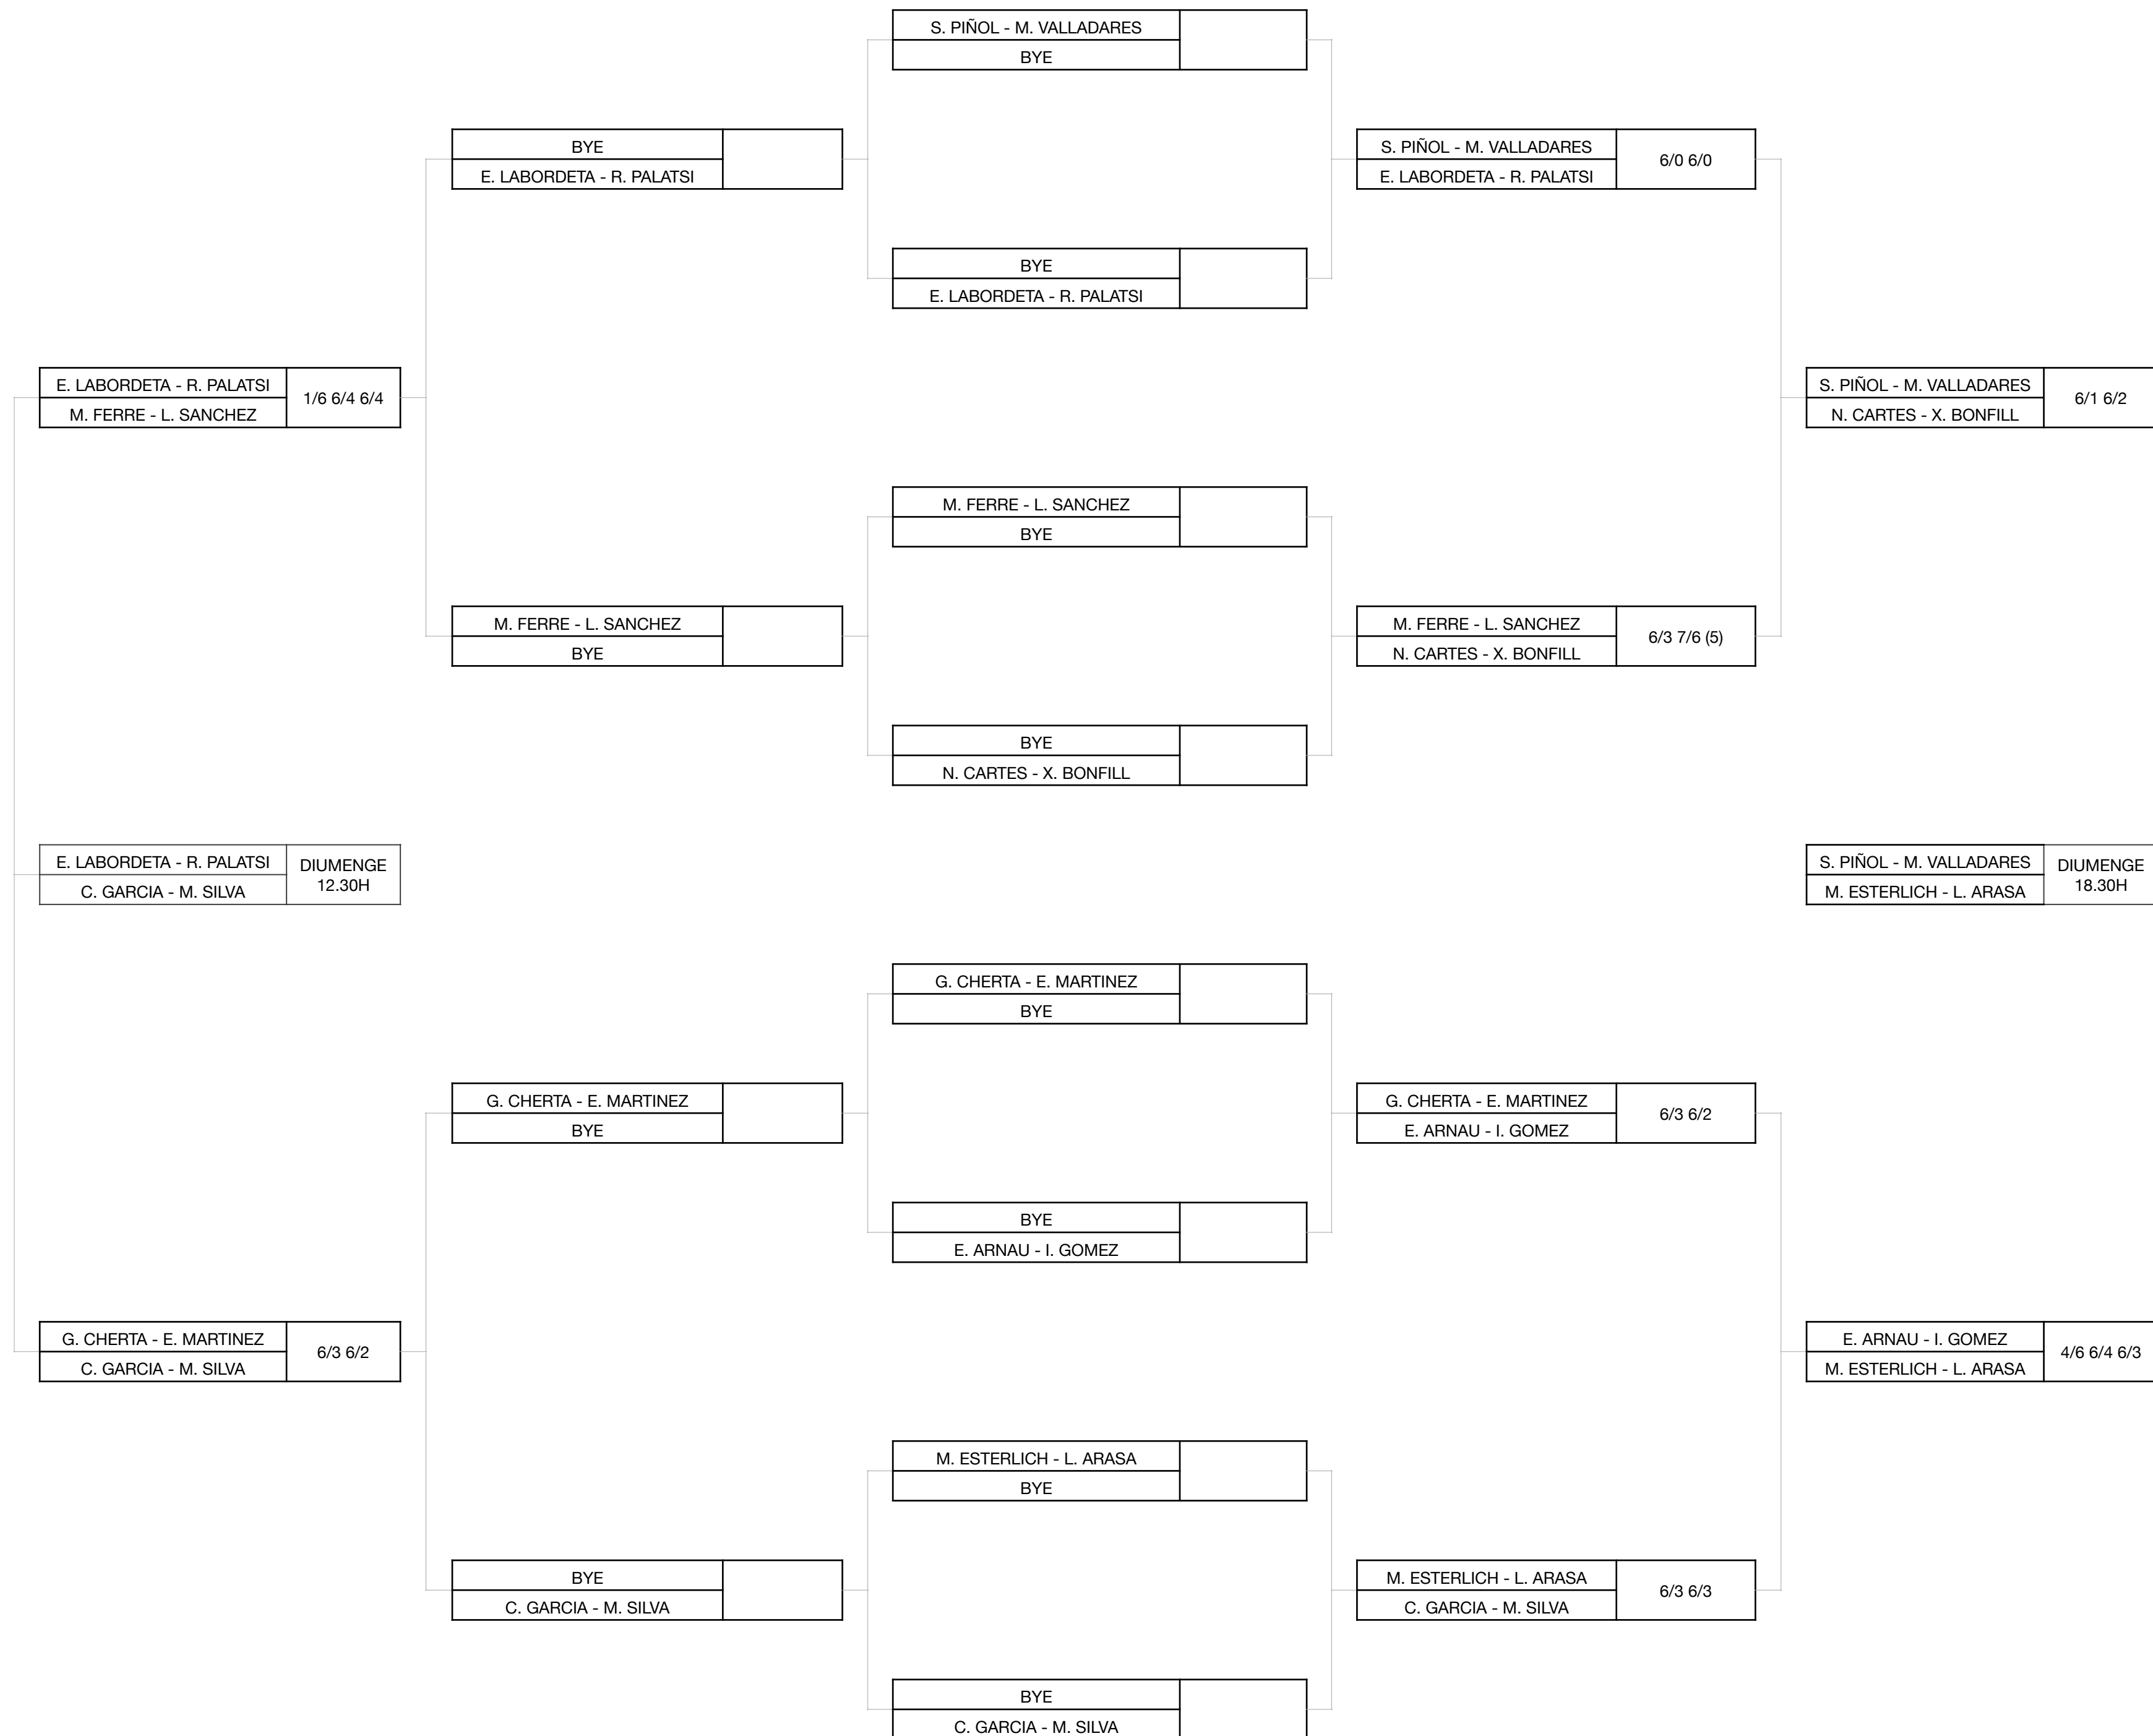 S. PIÑOL - M. VALLADARES
BYE
BYE
E. LABORDETA - R. PALATSI
S. PIÑOL - M. VALLADARES
E. LABORDETA - R. PALATSI
6/0 6/0
BYE
E. LABORDETA - R. PALATSI
E. LABORDETA - R. PALATSI
M. FERRE - L. SANCHEZ
1/6 6/4 6/4
S. PIÑOL - M. VALLADARES
N. CARTES - X. BONFILL
6/1 6/2
M. FERRE - L. SANCHEZ
BYE
M. FERRE - L. SANCHEZ
BYE
M. FERRE - L. SANCHEZ
N. CARTES - X. BONFILL
6/3 7/6 (5)
BYE
N. CARTES - X. BONFILL
E. LABORDETA - R. PALATSI
C. GARCIA - M. SILVA
DIUMENGE
12.30H
S. PIÑOL - M. VALLADARES
M. ESTERLICH - L. ARASA
DIUMENGE
18.30H
G. CHERTA - E. MARTINEZ
BYE
G. CHERTA - E. MARTINEZ
BYE
G. CHERTA - E. MARTINEZ
E. ARNAU - I. GOMEZ
6/3 6/2
BYE
E. ARNAU - I. GOMEZ
G. CHERTA - E. MARTINEZ
C. GARCIA - M. SILVA
6/3 6/2
E. ARNAU - I. GOMEZ
M. ESTERLICH - L. ARASA
4/6 6/4 6/3
M. ESTERLICH - L. ARASA
BYE
BYE
C. GARCIA - M. SILVA
M. ESTERLICH - L. ARASA
C. GARCIA - M. SILVA
6/3 6/3
BYE
C. GARCIA - M. SILVA